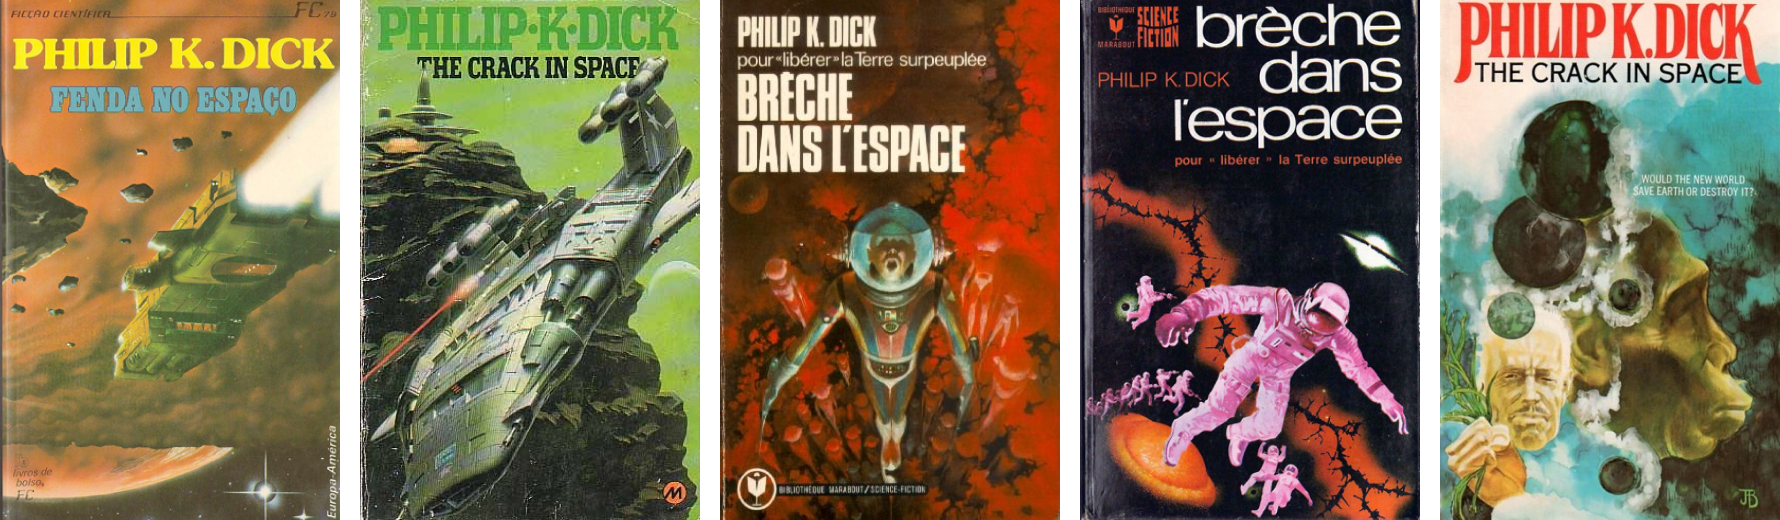 FICÇÃO CIENTÍFICA
FC 79
PHILIP K. DICK
FENDA NO ESPAÇO
livros de
bolso
FC
Europa-América
PHILIP·K·DICK
THE CRACK IN SPACE
M
PHILIP K. DICK
pour «libérer» la Terre surpeuplée
BRÈCHE
DANS L'ESPACE
BIBLIOTHÈQUE MARABOUT/SCIENCE-FICTION
BIBLIOTHÈQUE
MARABOUT
SCIENCE
FICTION
brèche
PHILIP K. DICK
dans
l'espace
pour « libérer » la Terre surpeuplée
PHILIP K. DICK
THE CRACK IN SPACE
WOULD THE NEW WORLD
SAVE EARTH OR DESTROY IT?
JB